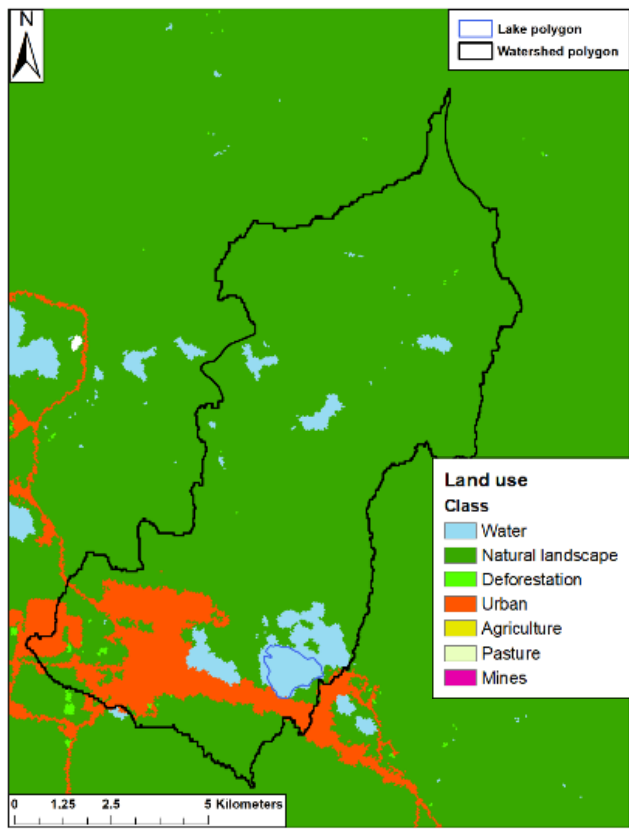 N
Lake polygon
Watershed polygon
Land use
Class
Water
Natural landscape
Deforestation
Urban
Agriculture
Pasture
Mines
0 1.25 2.5 5 Kilometers